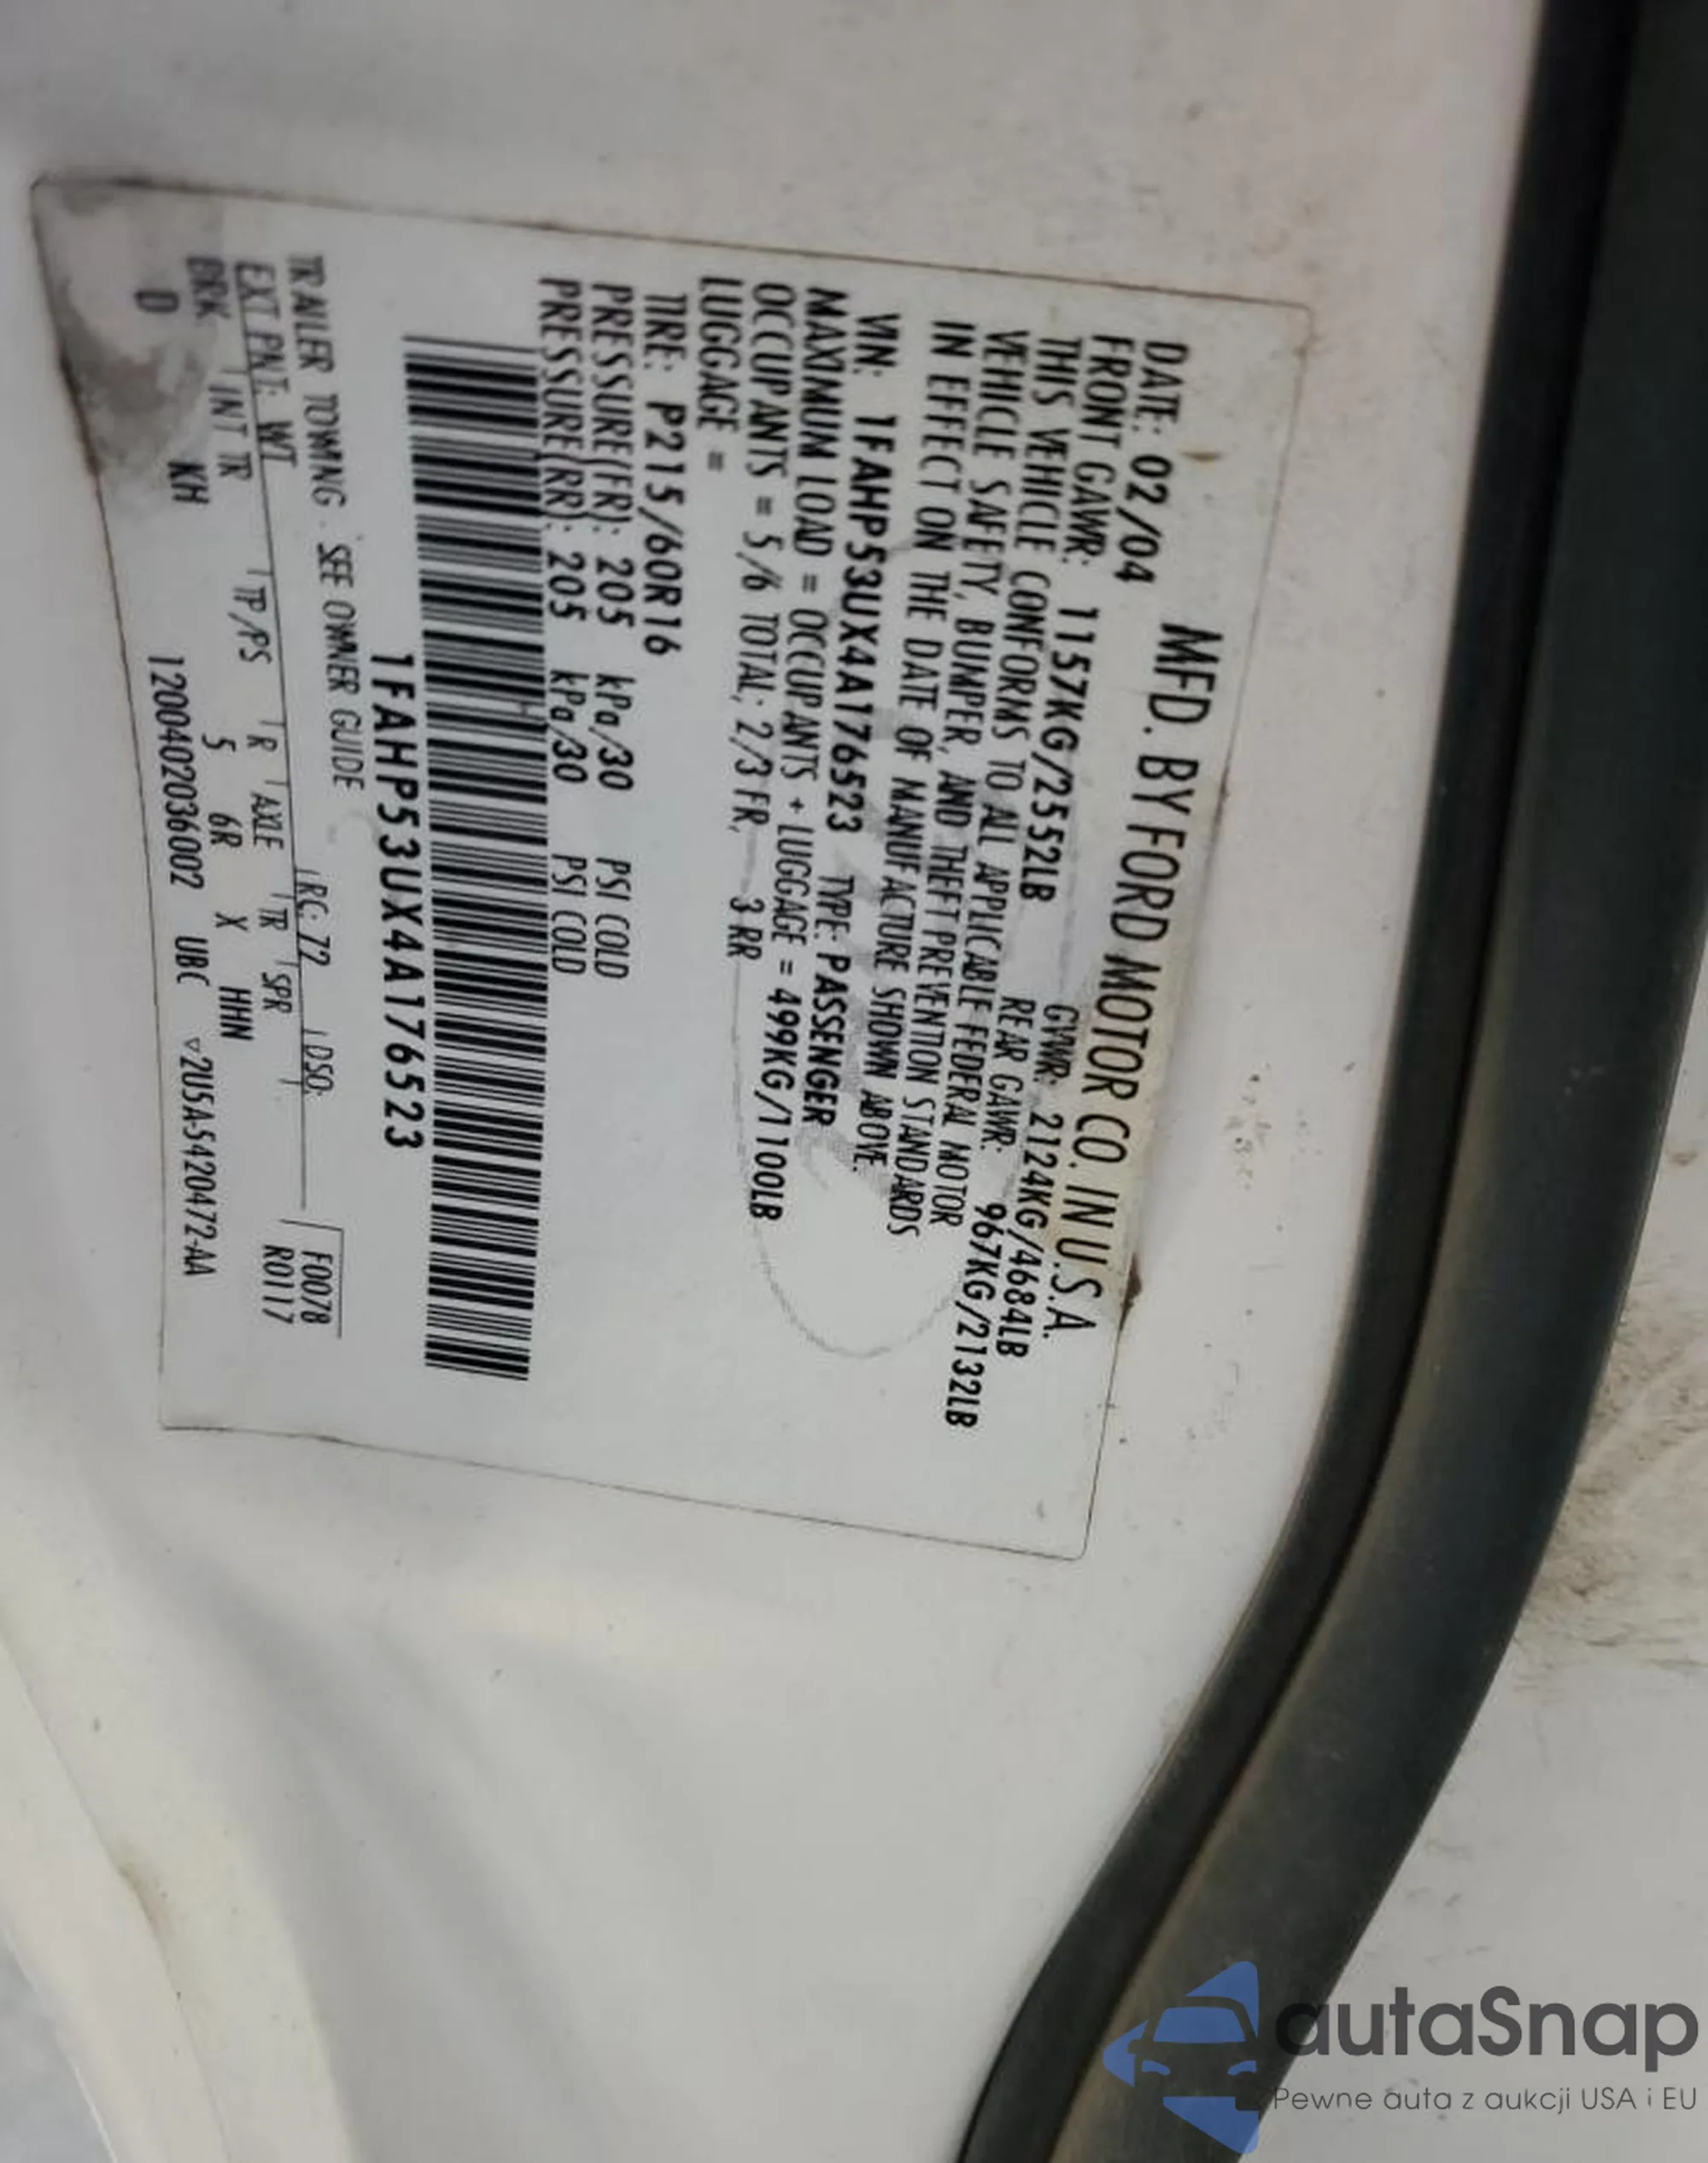 MFD. BY FORD MOTOR CO. IN U.S.A.
DATE: 02/04 GVWR: 2124KG/4684LB
FRONT GAWR: 1157KG/2552LB REAR GAWR: 967KG/2132LB
THIS VEHICLE CONFORMS TO ALL APPLICABLE FEDERAL MOTOR
VEHICLE SAFETY, BUMPER, AND THEFT PREVENTION STANDARDS
IN EFFECT ON THE DATE OF MANUFACTURE SHOWN ABOVE.
VIN: 1FAHP53UX4A176523 TYPE: PASSENGER
MAXIMUM LOAD = OCCUPANTS + LUGGAGE = 499KG/1100LB
OCCUPANTS = 5/6 TOTAL; 2/3 FR, 3 RR
LUGGAGE =
TIRE: P215/60R16
PRESSURE(FR): 205 kPa/30 PSI COLD
PRESSURE(RR): 205 kPa/30 PSI COLD
1FAHP53UX4A176523
TRAILER TOWING - SEE OWNER GUIDE F0078
EXT PNT: WT RC: 72 DSO: R0117
BRK INT TR TP/PS R AXLE TR SPR
D KH 5 6R X HHN
1200402036002 UBC ▽2U5A-5420472-AA
autaSnap
Pewne auta z aukcji USA i EU